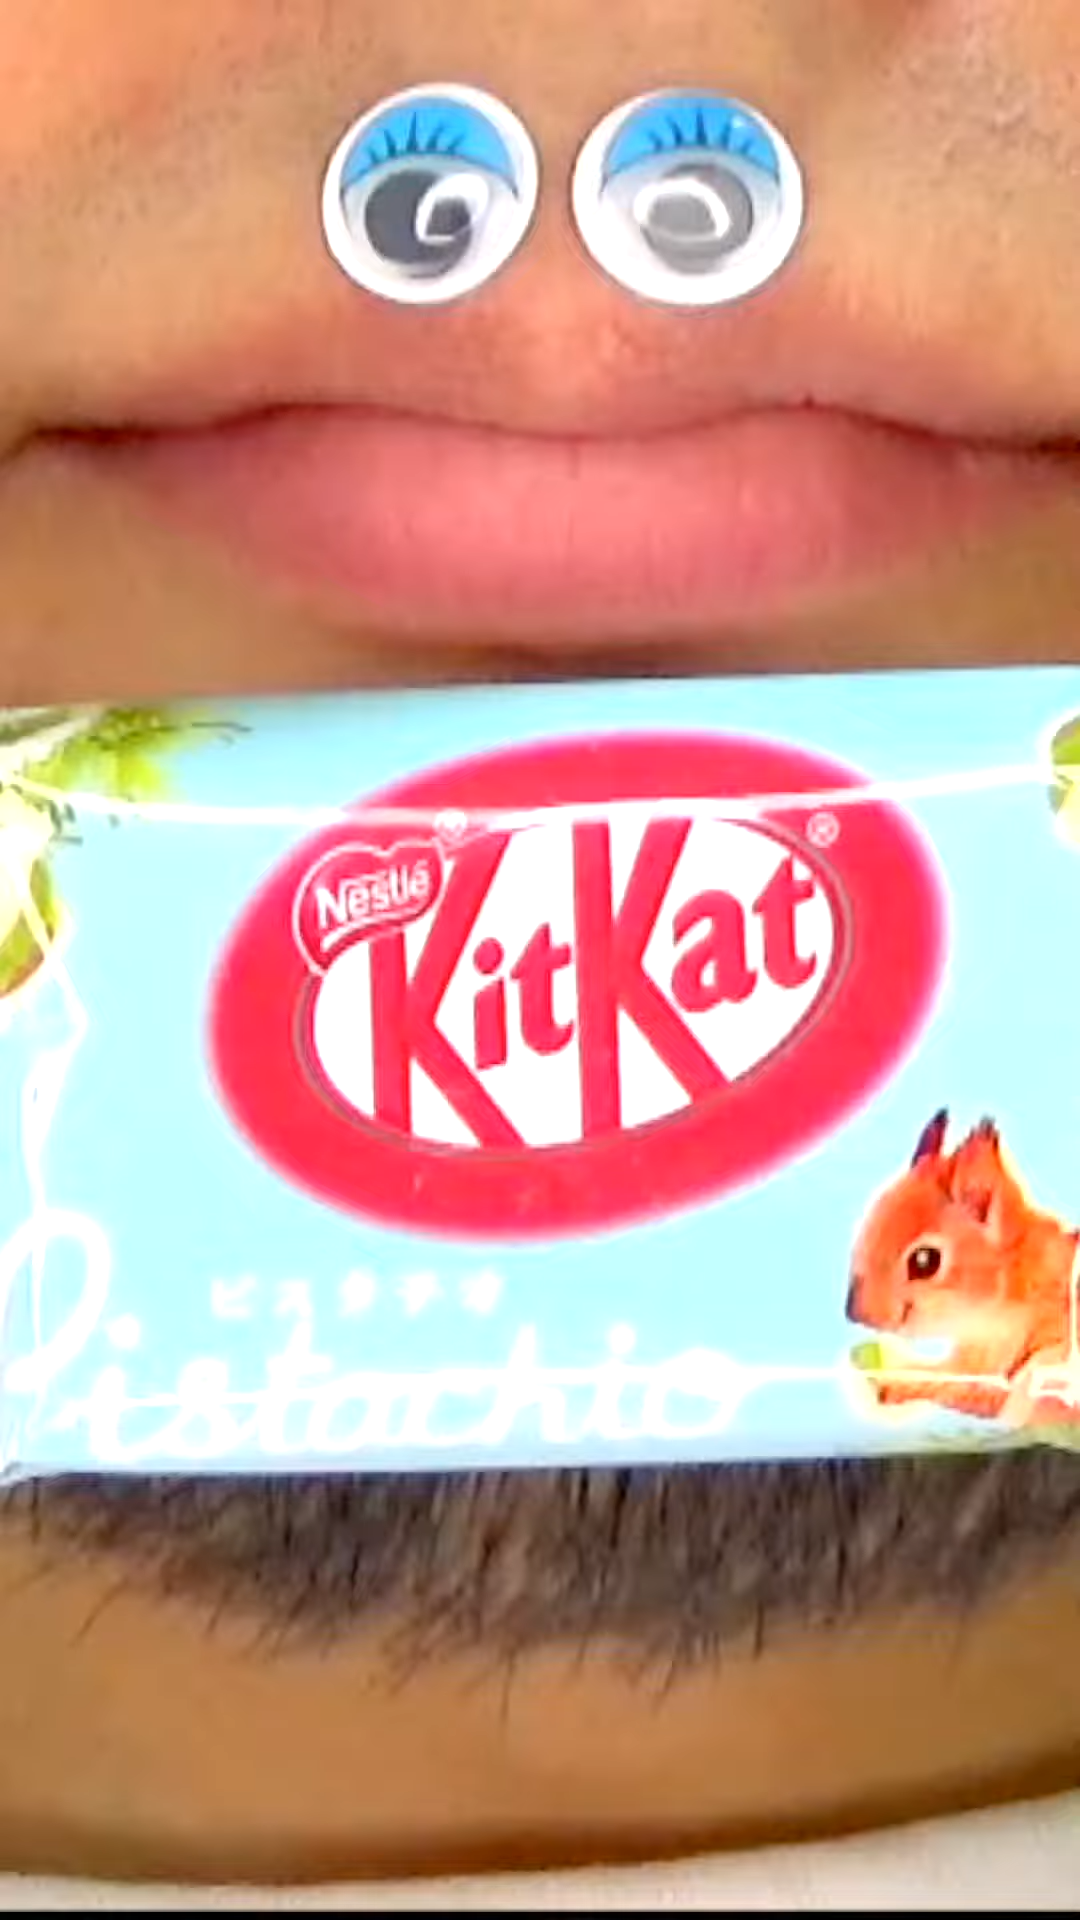 Nestlé
KitKat
ピスタチオ
Pistachio